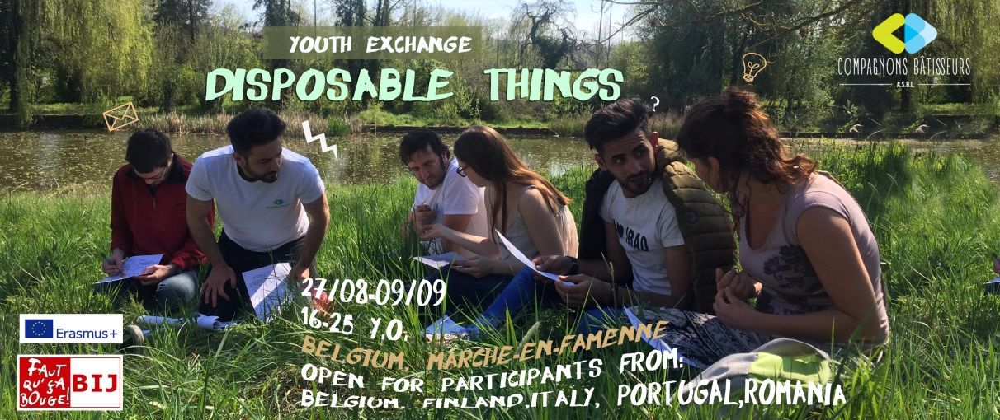 YOUTH EXCHANGE
DISPOSABLE THINGS
COMPAGNONS BÂTISSEURS
A.S.B.L.
?
27/08-09/09
16-25 Y.O.
BELGIUM, MARCHE-EN-FAMENNE
OPEN FOR PARTICIPANTS FROM:
BELGIUM, FINLAND, ITALY, PORTUGAL, ROMANIA
Erasmus+
FAUT
QU'ÇA
BOUGE!
BIJ